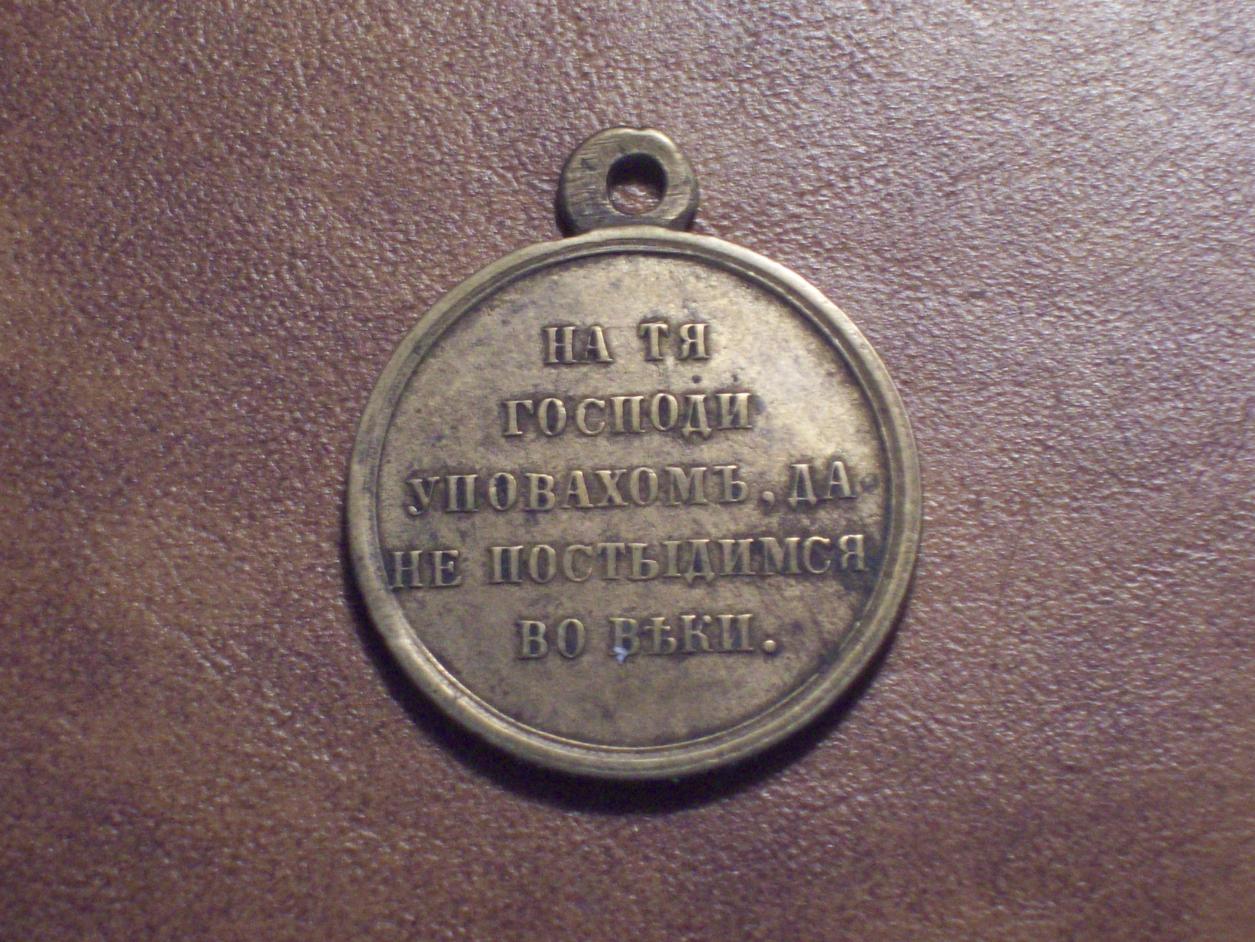 НА ТЯ
ГОСПОДИ
УПОВАХОМЪ, ДА
НЕ ПОСТЫДИМСЯ
ВО ВѢКИ.